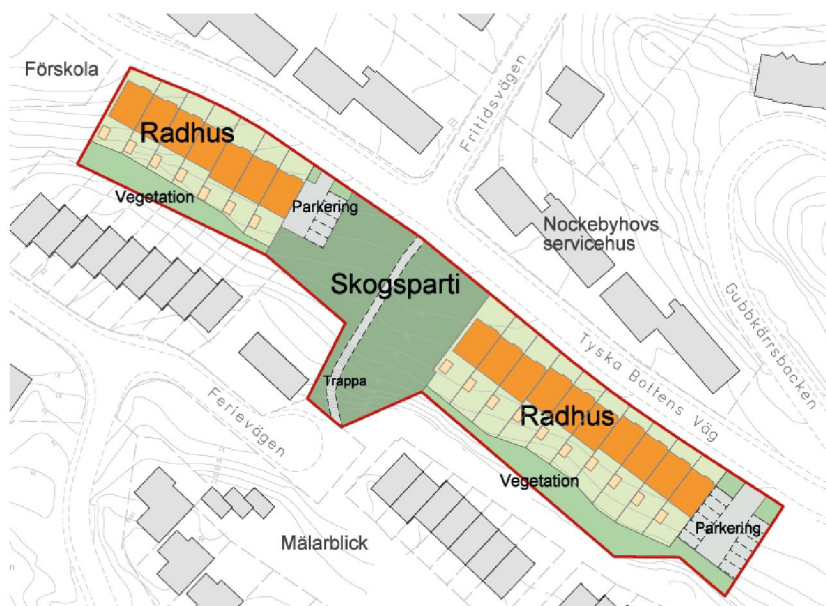 Förskola
Radhus
Vegetation
Parkering
Fritidsvägen
Nockebyhovs
servicehus
Skogsparti
Gubbkärrsbacken
Trappa
Tyska Bottens Väg
Ferievägen
Radhus
Vegetation
Parkering
Mälarblick